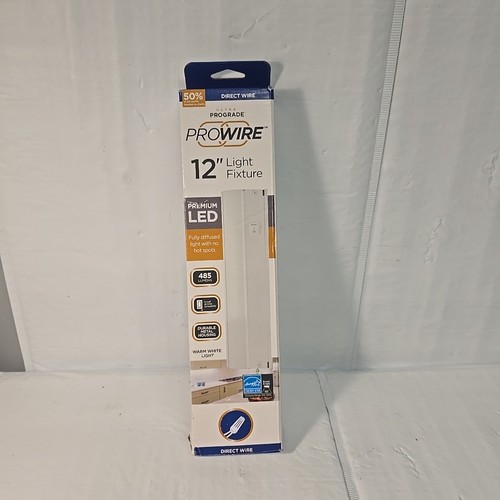 50%
DIRECT WIRE
ULTRA
PROGRADE
PROWIRE
12" Light
Fixture
PREMIUM
LED
Fully diffused
light with no
hot spots
485
LUMENS
DURABLE
METAL
HOUSING
WARM WHITE
LIGHT
DIRECT WIRE